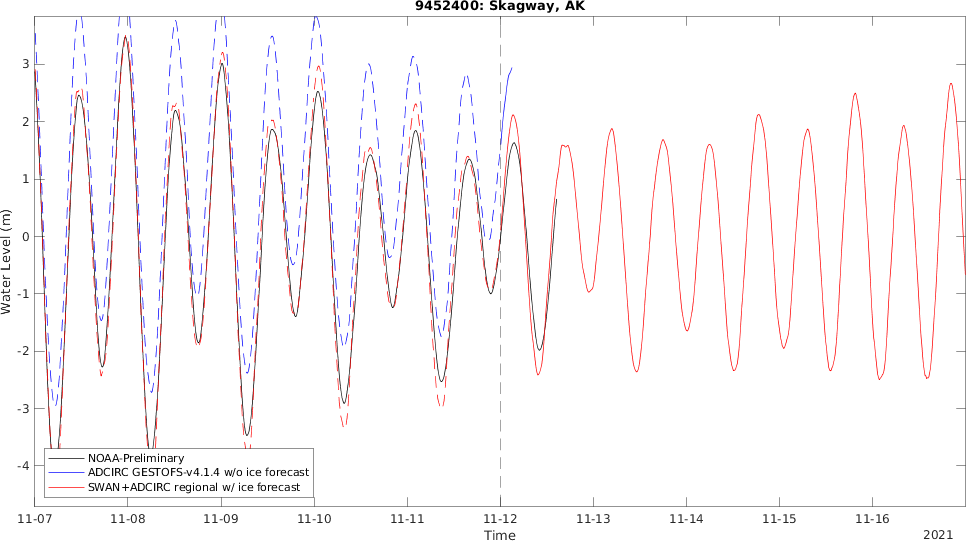 9452400: Skagway, AK
Water Level (m)
3
2
1
0
-1
-2
-3
-4
NOAA-Preliminary
ADCIRC GESTOFS-v4.1.4 w/o ice forecast
SWAN+ADCIRC regional w/ ice forecast
11-07 11-08 11-09 11-10 11-11 11-12 11-13 11-14 11-15 11-16
Time
2021